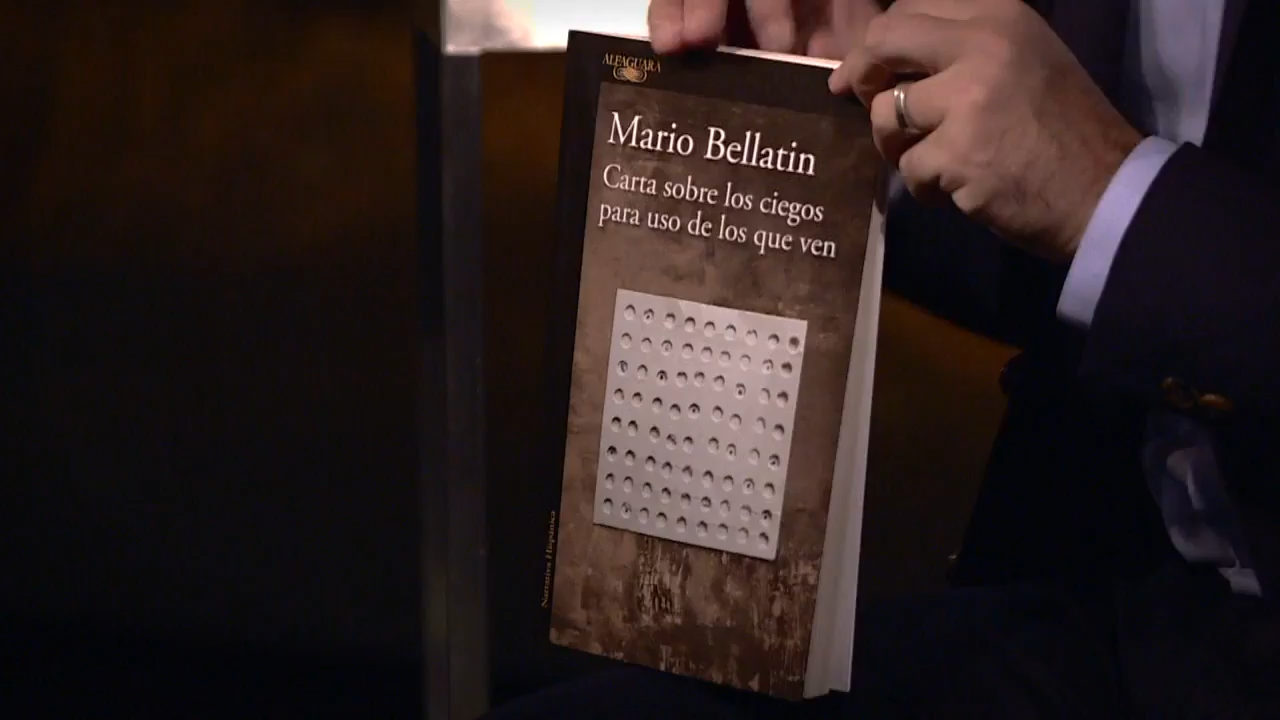 ALFAGUARA
Mario Bellatin
Carta sobre los ciegos
para uso de los que ven
Narrativa Hispánica